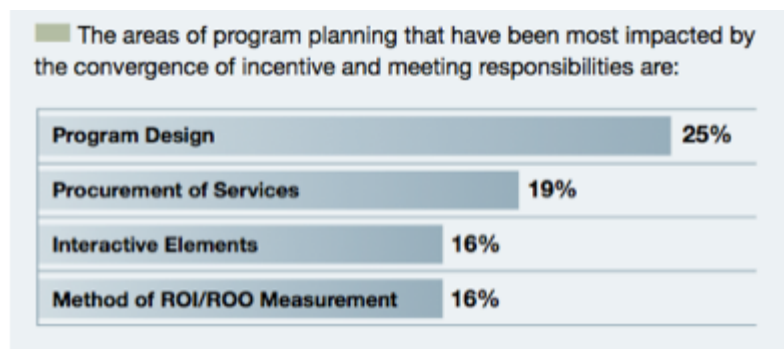 The areas of program planning that have been most impacted by
the convergence of incentive and meeting responsibilities are:
Program Design 25%
Procurement of Services 19%
Interactive Elements 16%
Method of ROI/ROO Measurement 16%